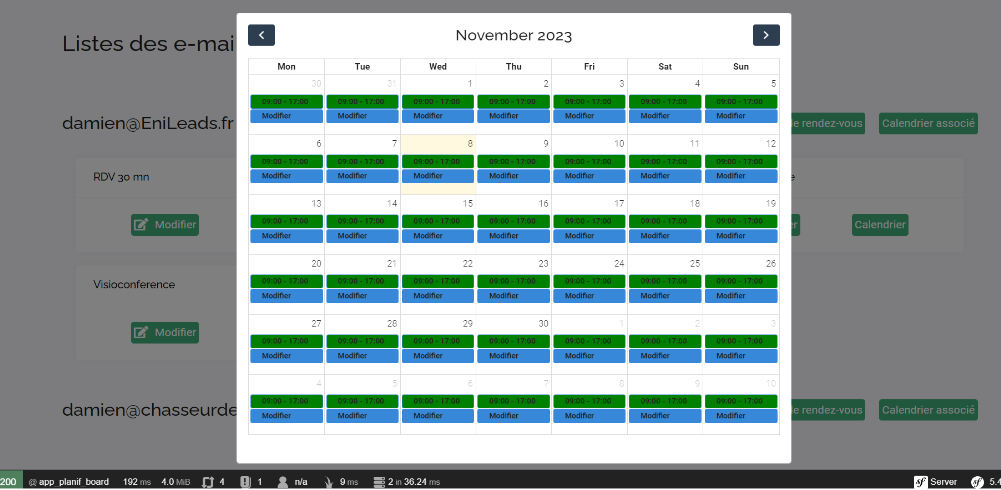 November 2023
Listes des e-mai
Mon Tue Wed Thu Fri Sat Sun
30 31 1 2 3 4 5
09:00 - 17:00 09:00 - 17:00 09:00 - 17:00 09:00 - 17:00 09:00 - 17:00 09:00 - 17:00 09:00 - 17:00
Modifier Modifier Modifier Modifier Modifier Modifier Modifier
damien@EniLeads.fr
le rendez-vous Calendrier associé
6 7 8 9 10 11 12
09:00 - 17:00 09:00 - 17:00 09:00 - 17:00 09:00 - 17:00 09:00 - 17:00 09:00 - 17:00 09:00 - 17:00
Modifier Modifier Modifier Modifier Modifier Modifier Modifier
RDV 30 mn
e
13 14 15 16 17 18 19
09:00 - 17:00 09:00 - 17:00 09:00 - 17:00 09:00 - 17:00 09:00 - 17:00 09:00 - 17:00 09:00 - 17:00
Modifier Modifier Modifier Modifier Modifier Modifier Modifier
Modifier
er Calendrier
20 21 22 23 24 25 26
09:00 - 17:00 09:00 - 17:00 09:00 - 17:00 09:00 - 17:00 09:00 - 17:00 09:00 - 17:00 09:00 - 17:00
Modifier Modifier Modifier Modifier Modifier Modifier Modifier
Visioconference
27 28 29 30 1 2 3
09:00 - 17:00 09:00 - 17:00 09:00 - 17:00 09:00 - 17:00 09:00 - 17:00 09:00 - 17:00 09:00 - 17:00
Modifier Modifier Modifier Modifier Modifier Modifier Modifier
Modifier
4 5 6 7 8 9 10
09:00 - 17:00 09:00 - 17:00 09:00 - 17:00 09:00 - 17:00 09:00 - 17:00 09:00 - 17:00 09:00 - 17:00
Modifier Modifier Modifier Modifier Modifier Modifier Modifier
damien@chasseurde
le rendez-vous Calendrier associé
200 @ app_planif_board 192 ms 4.0 MiB 4 1 n/a 9 ms 2 in 36.24 ms sf Server sf 5.4